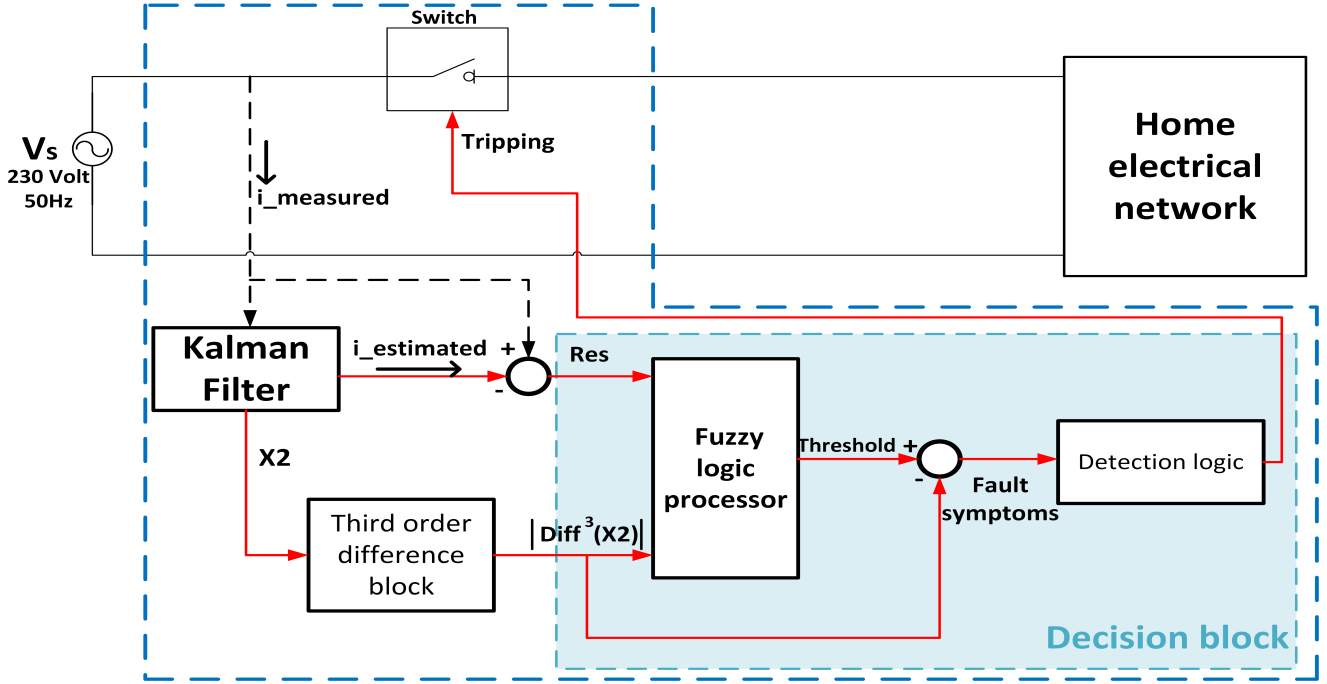 Switch
Tripping
Vs
230 Volt
50Hz
i_measured
Home
electrical
network
Kalman
Filter
i_estimated
+
-
Res
X2
Third order
difference
block
|Diff³(X2)|
Fuzzy
logic
processor
Threshold
+
-
Fault
symptoms
Detection logic
Decision block